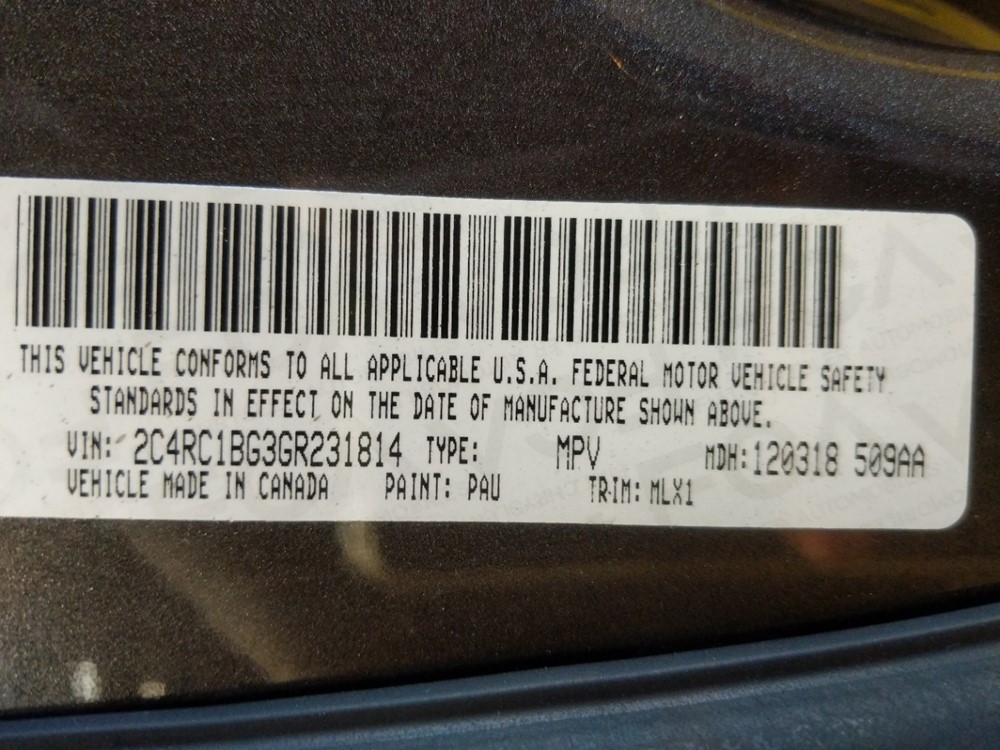 THIS VEHICLE CONFORMS TO ALL APPLICABLE U.S.A. FEDERAL MOTOR VEHICLE SAFETY
STANDARDS IN EFFECT ON THE DATE OF MANUFACTURE SHOWN ABOVE.
VIN: 2C4RC1BG3GR231814 TYPE: MPV MDH:120318 509AA
VEHICLE MADE IN CANADA PAINT: PAU TRIM: MLX1